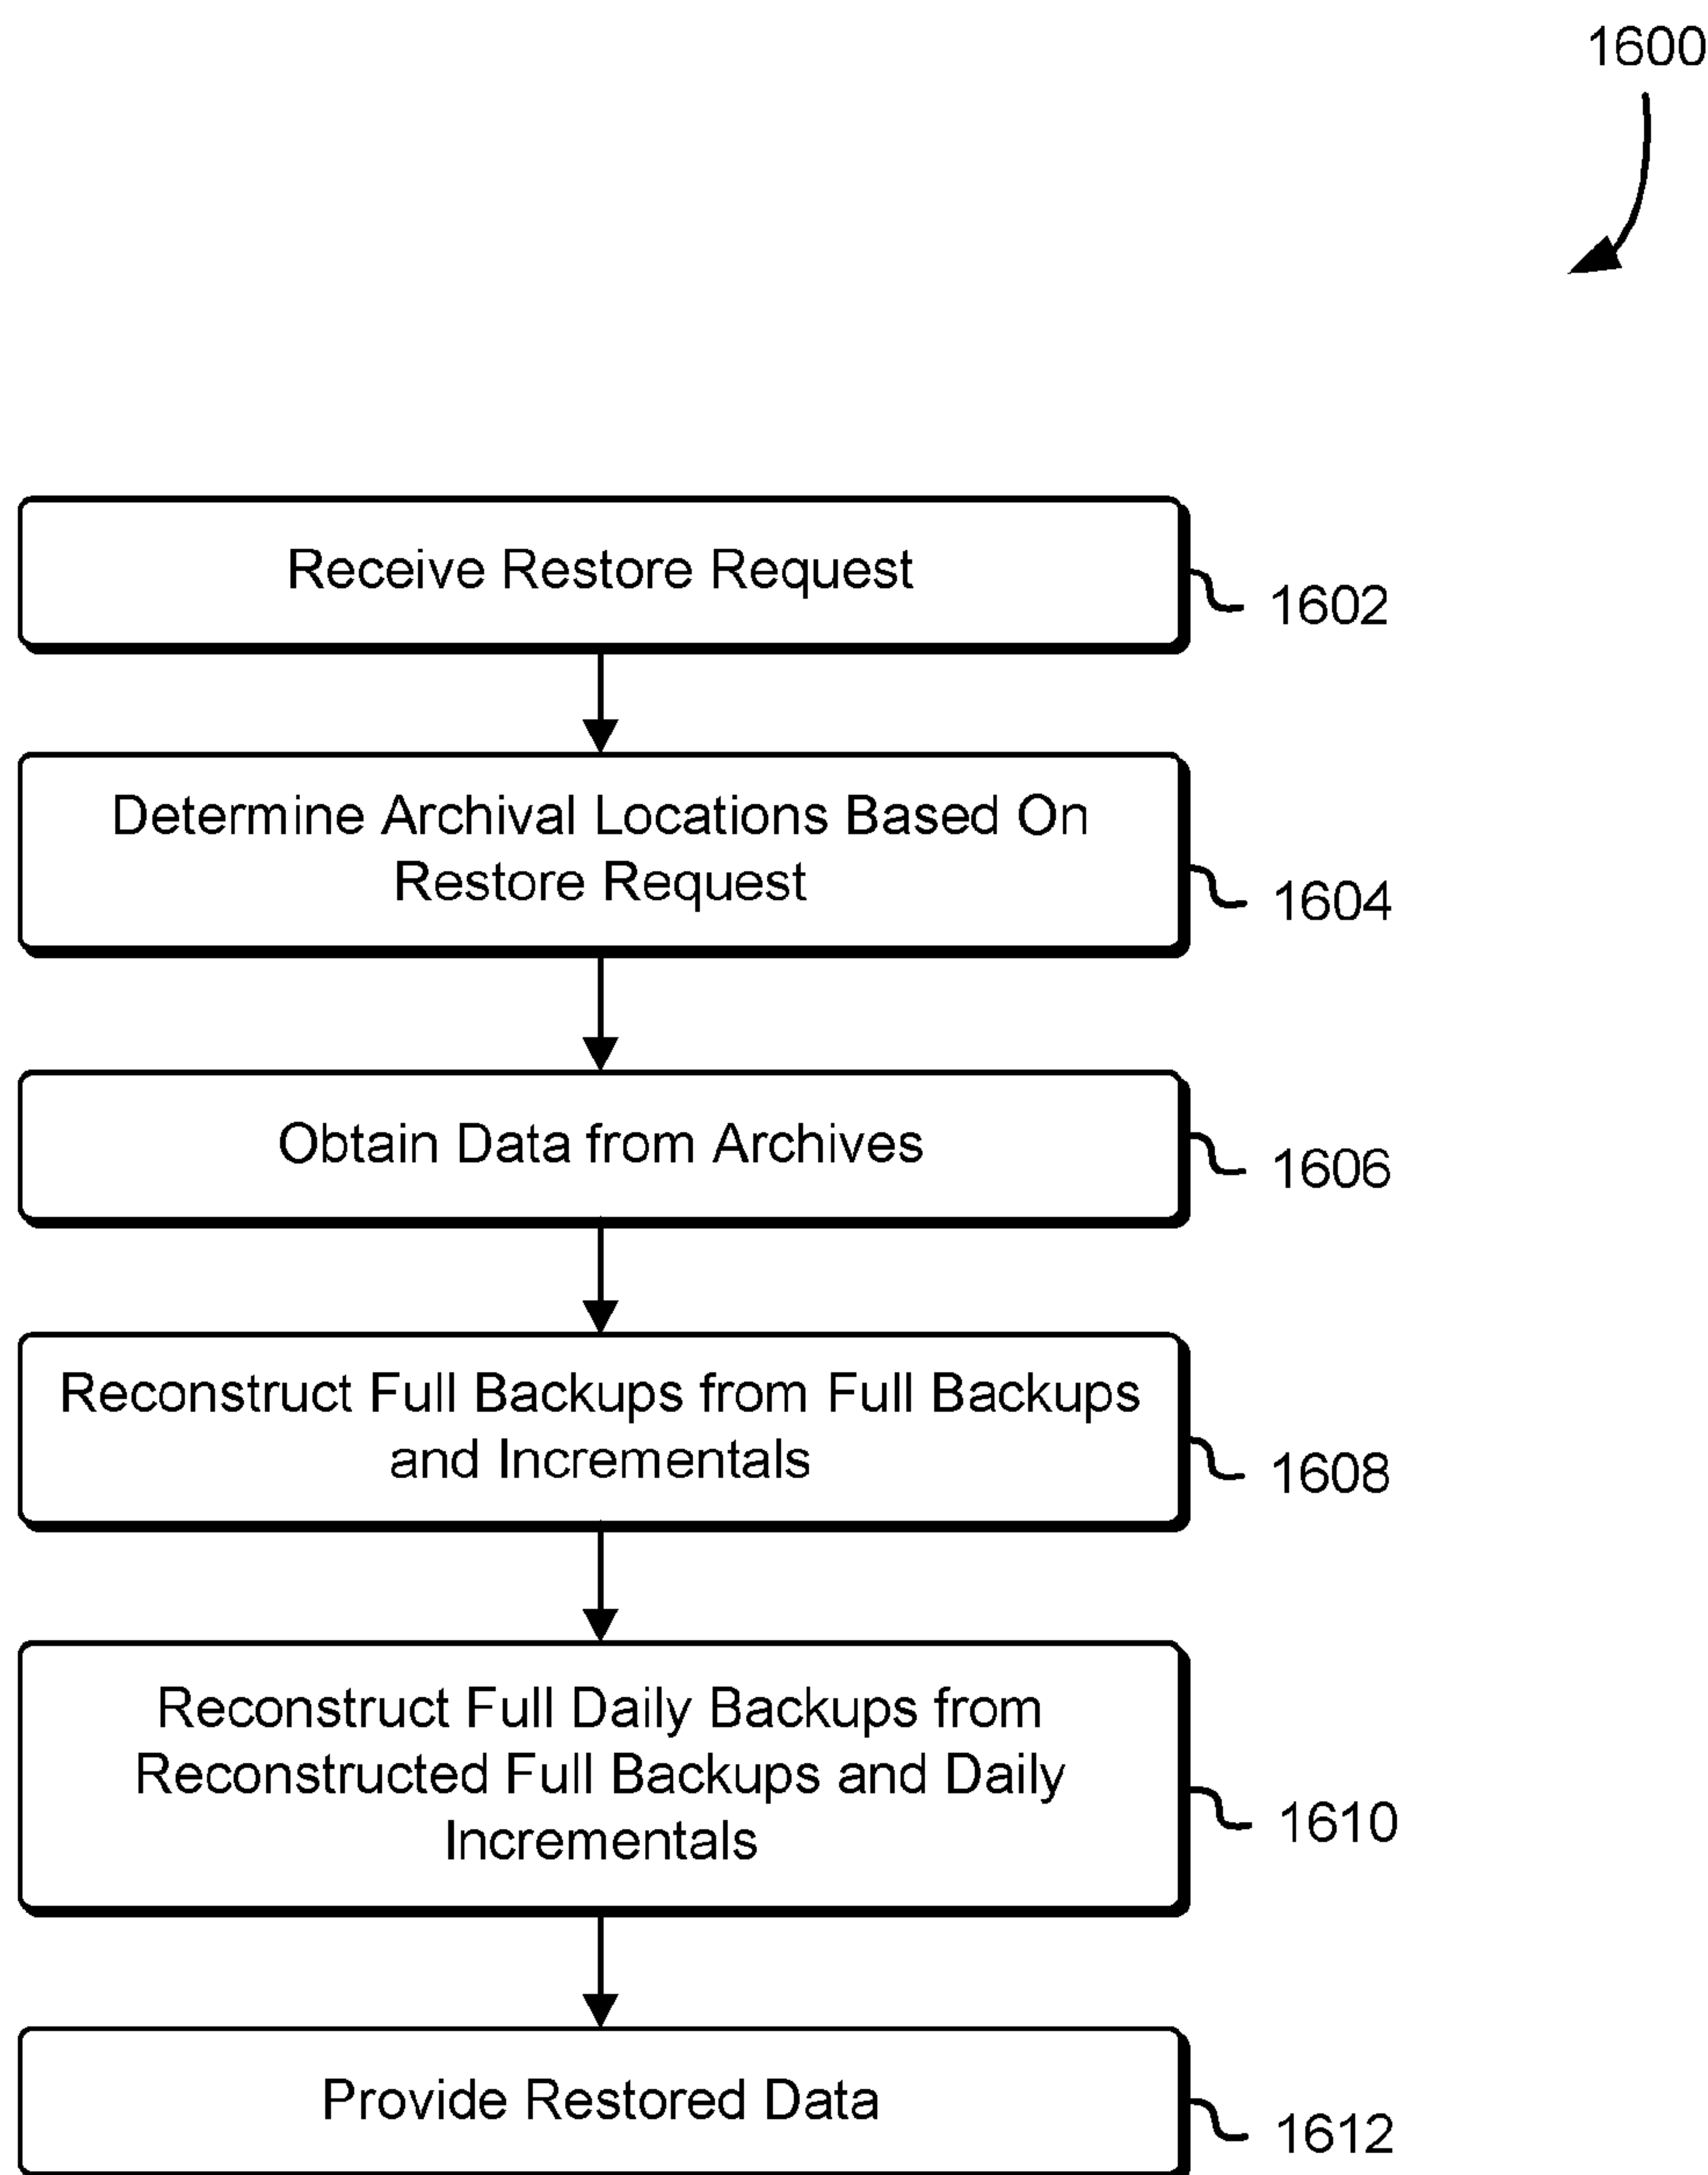 1600
Receive Restore Request
1602
Determine Archival Locations Based On
Restore Request
1604
Obtain Data from Archives
1606
Reconstruct Full Backups from Full Backups
and Incrementals
1608
Reconstruct Full Daily Backups from
Reconstructed Full Backups and Daily
Incrementals
1610
Provide Restored Data
1612